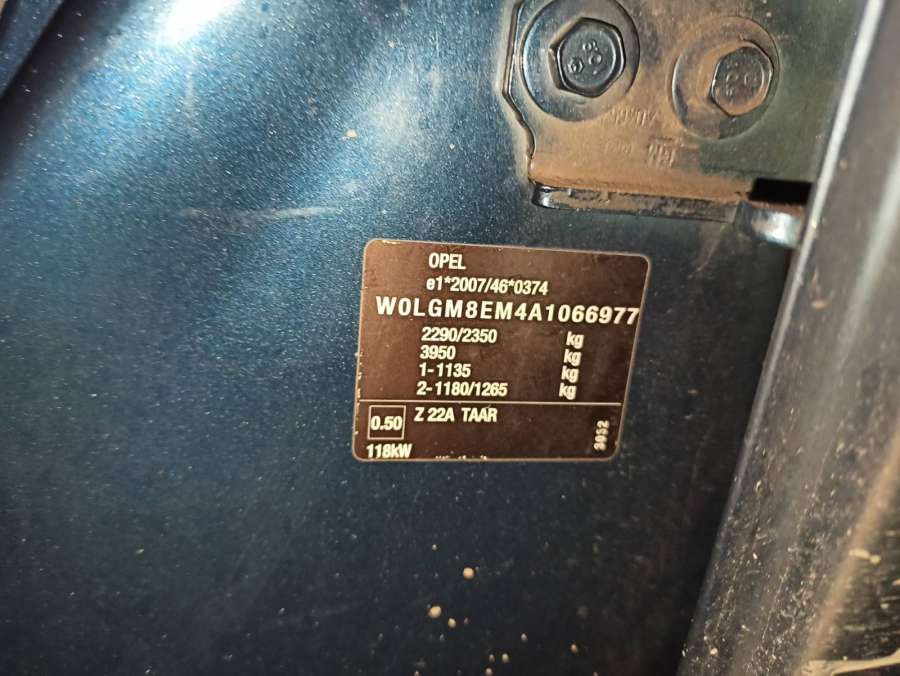 OPEL
e1*2007/46*0374
W0LGM8EM4A1066977
2290/2350 kg
3950 kg
1-1135 kg
2-1180/1265 kg
0.50 Z 22A TAAR
118kW
3032